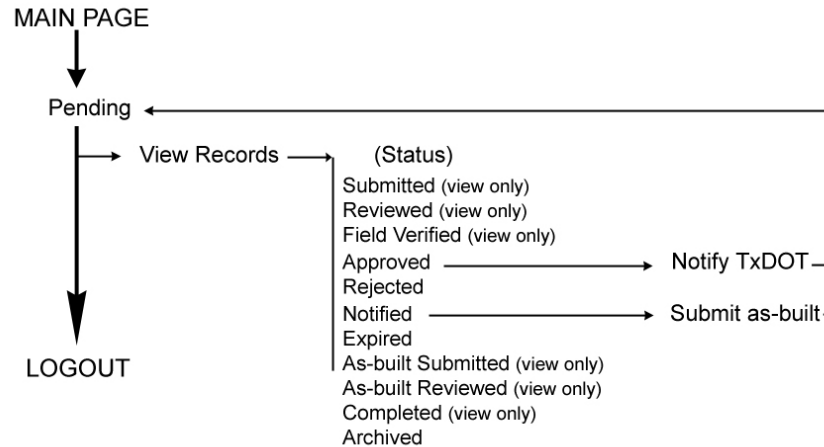 MAIN PAGE
Pending
View Records
(Status)
Submitted (view only)
Reviewed (view only)
Field Verified (view only)
Approved
Notify TxDOT
Rejected
Notified
Submit as-built
Expired
LOGOUT
As-built Submitted (view only)
As-built Reviewed (view only)
Completed (view only)
Archived